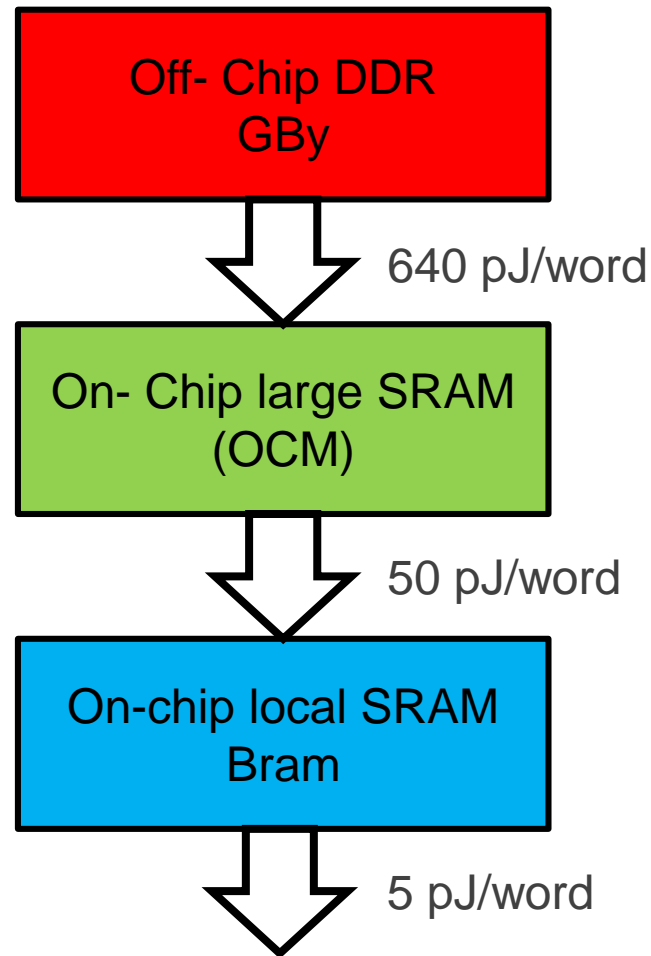 Off- Chip DDR
GBy
640 pJ/word
On- Chip large SRAM
(OCM)
50 pJ/word
On-chip local SRAM
Bram
5 pJ/word